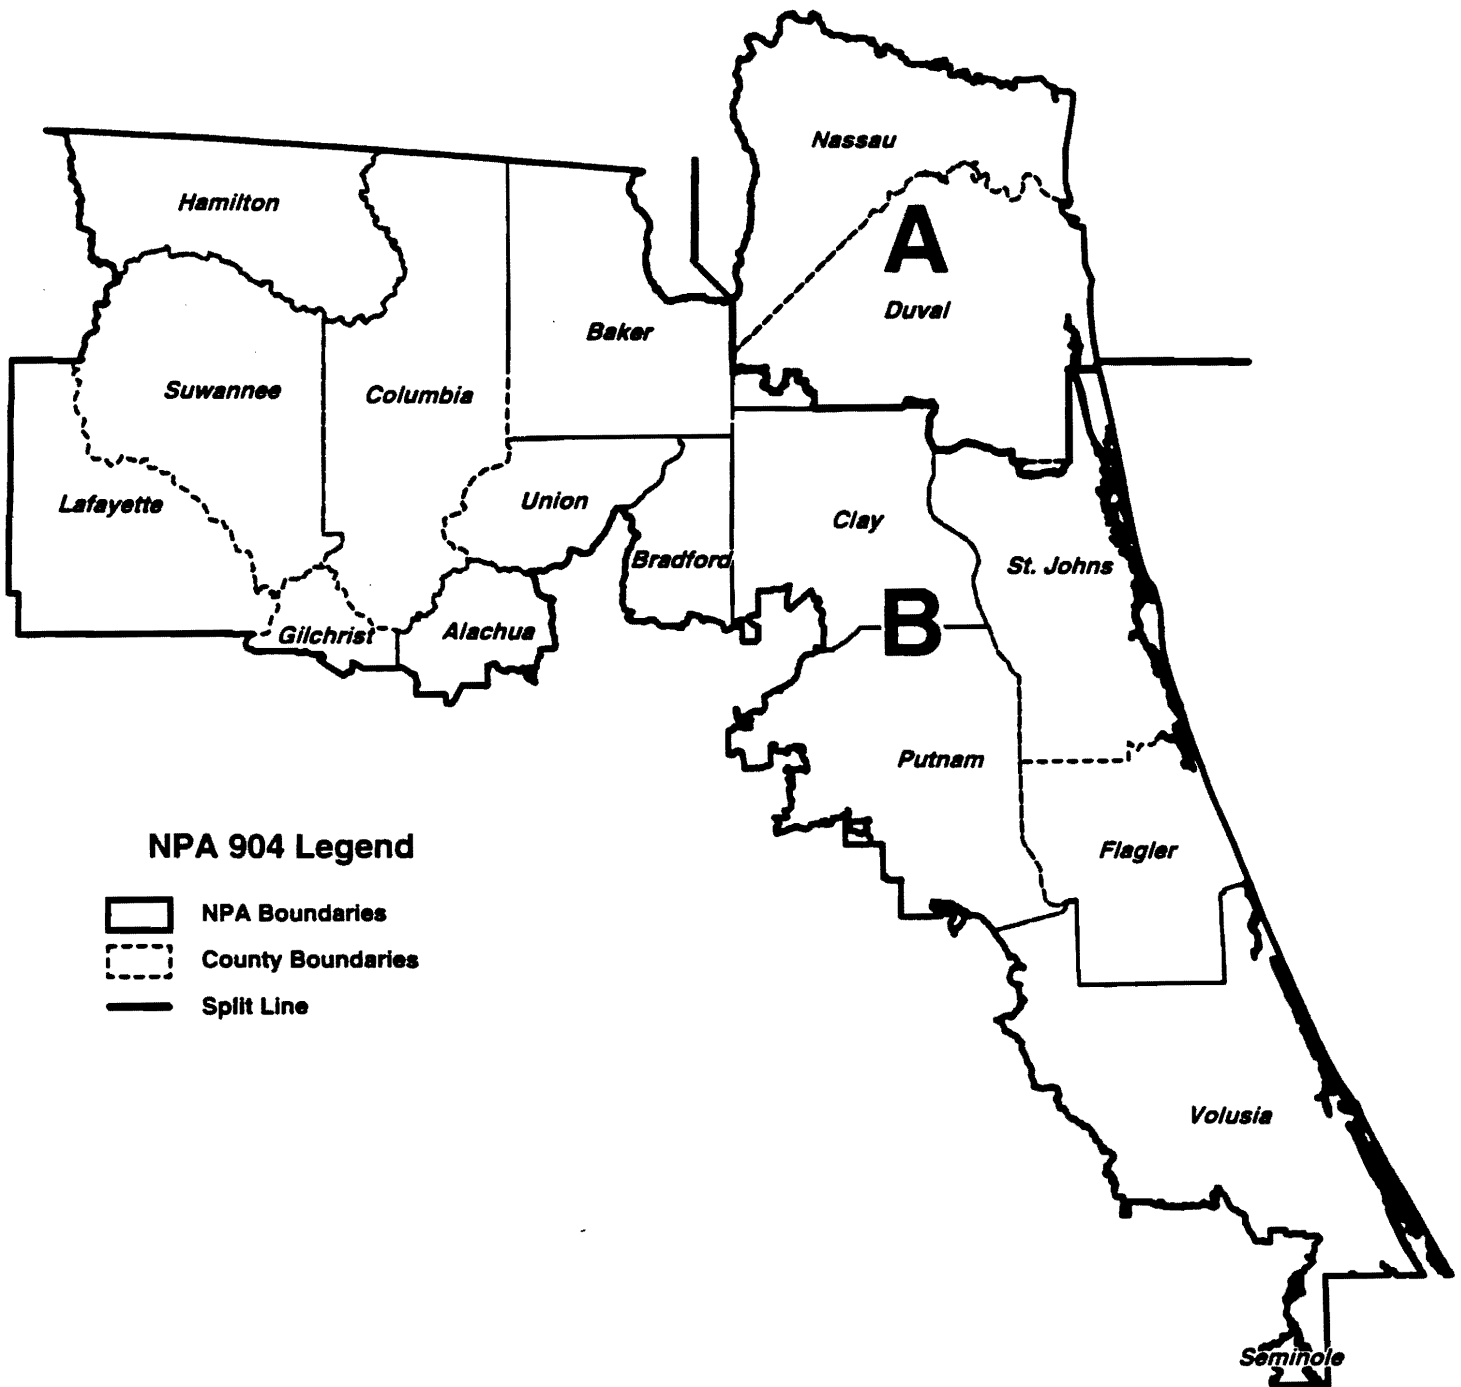 Nassau
Hamilton
A
Duval
Baker
Suwannee
Columbia
Lafayette
Union
Clay
Bradford
St. Johns
B
Gilchrist
Alachua
Putnam
NPA 904 Legend
Flagler
NPA Boundaries
County Boundaries
Split Line
Volusia
Seminole